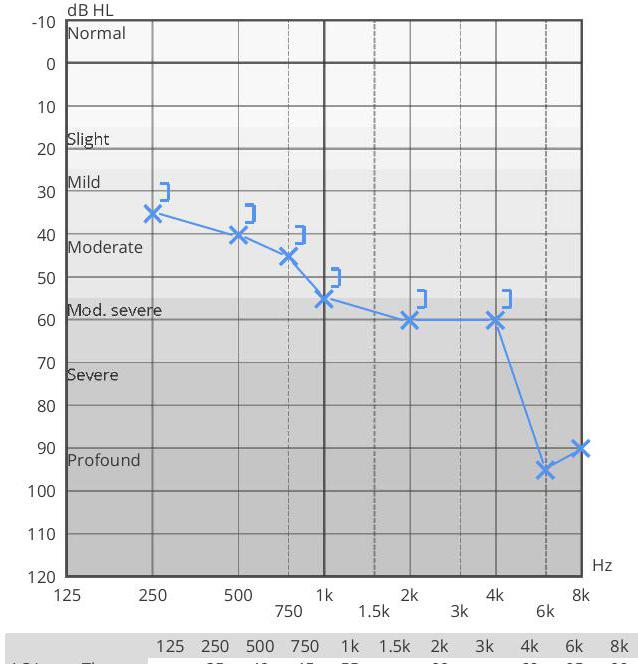 dB HL
-10
Normal
0
10
Slight
20
Mild
30
40
Moderate
50
Mod. severe
60
70
Severe
80
90
Profound
100
110
120
Hz
125 250 500 1k 2k 4k 8k
750 1.5k 3k 6k
125 250 500 750 1k 1.5k 2k 3k 4k 6k 8k